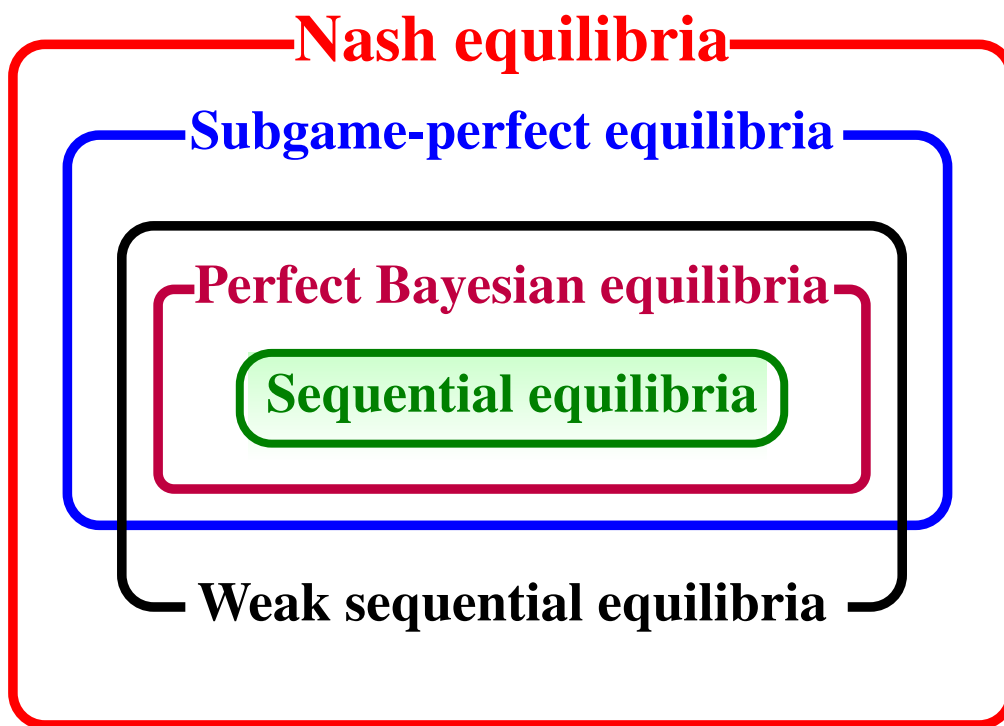 Nash equilibria
Subgame-perfect equilibria
Perfect Bayesian equilibria
Sequential equilibria
Weak sequential equilibria